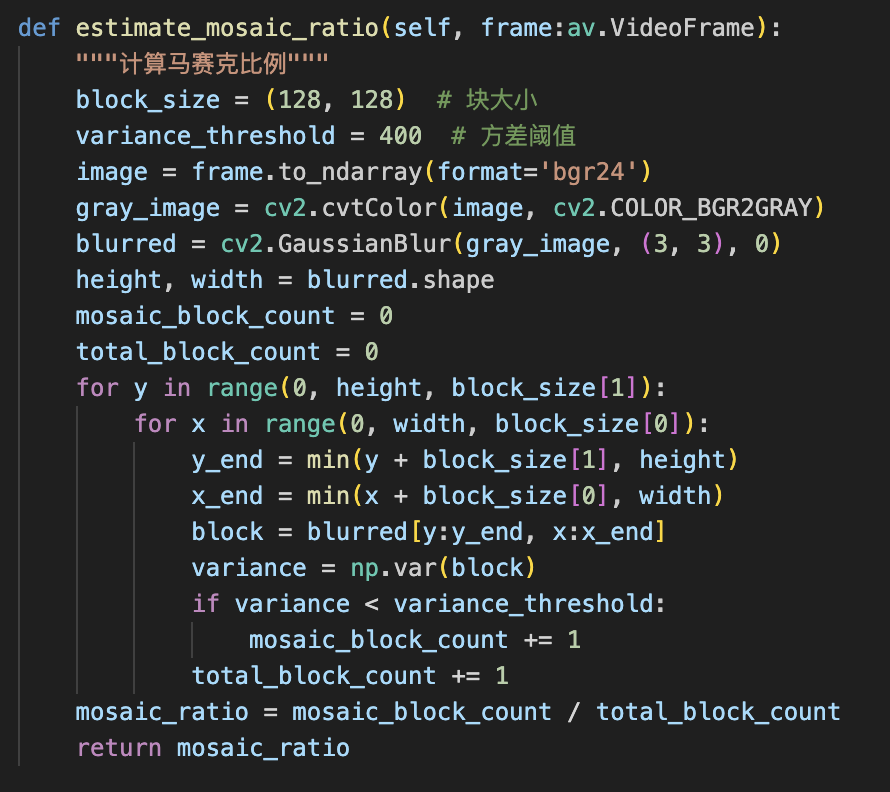 def estimate_mosaic_ratio(self, frame:av.VideoFrame):
    """计算马赛克比例"""
    block_size = (128, 128)  # 块大小
    variance_threshold = 400  # 方差阈值
    image = frame.to_ndarray(format='bgr24')
    gray_image = cv2.cvtColor(image, cv2.COLOR_BGR2GRAY)
    blurred = cv2.GaussianBlur(gray_image, (3, 3), 0)
    height, width = blurred.shape
    mosaic_block_count = 0
    total_block_count = 0
    for y in range(0, height, block_size[1]):
        for x in range(0, width, block_size[0]):
            y_end = min(y + block_size[1], height)
            x_end = min(x + block_size[0], width)
            block = blurred[y:y_end, x:x_end]
            variance = np.var(block)
            if variance < variance_threshold:
                mosaic_block_count += 1
            total_block_count += 1
    mosaic_ratio = mosaic_block_count / total_block_count
    return mosaic_ratio